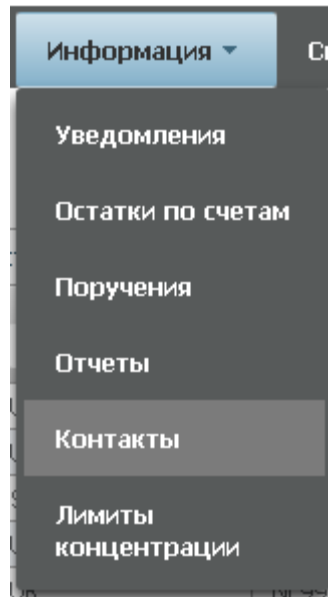 Информация
Уведомления
Остатки по счетам
Поручения
Отчеты
Контакты
Лимиты
концентрации